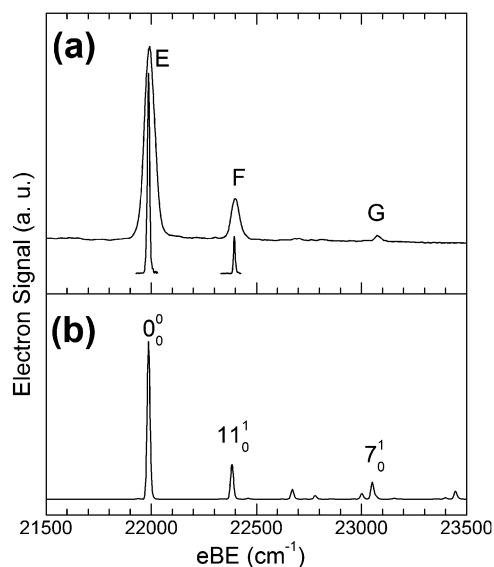 (a)
E
F
G
Electron Signal (a. u.)
(b)
0⁰₀
11¹₀
7¹₀
21500 22000 22500 23000 23500
eBE (cm⁻¹)